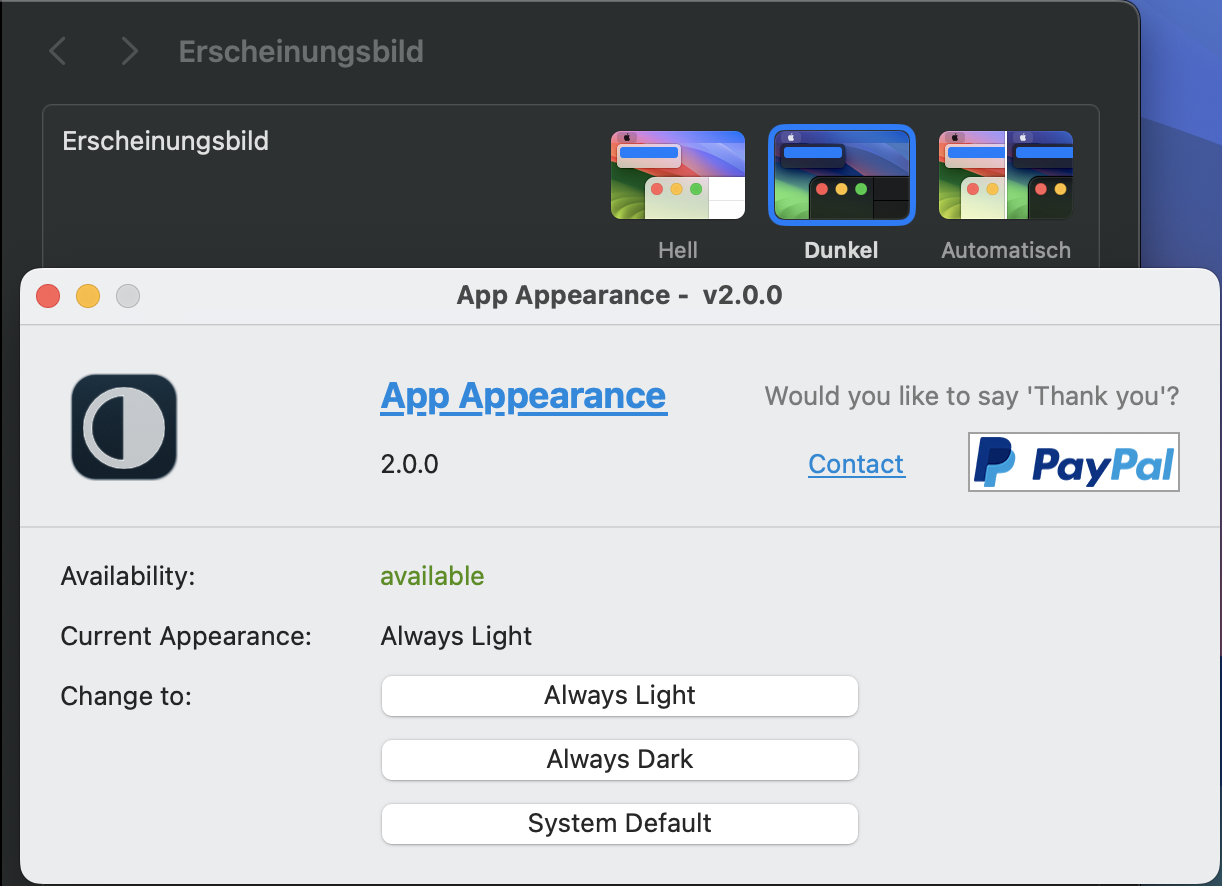 Erscheinungsbild
Erscheinungsbild
Hell
Dunkel
Automatisch
App Appearance - v2.0.0
App Appearance
Would you like to say 'Thank you'?
2.0.0
Contact
PayPal
Availability:
available
Current Appearance:
Always Light
Change to:
Always Light
Always Dark
System Default